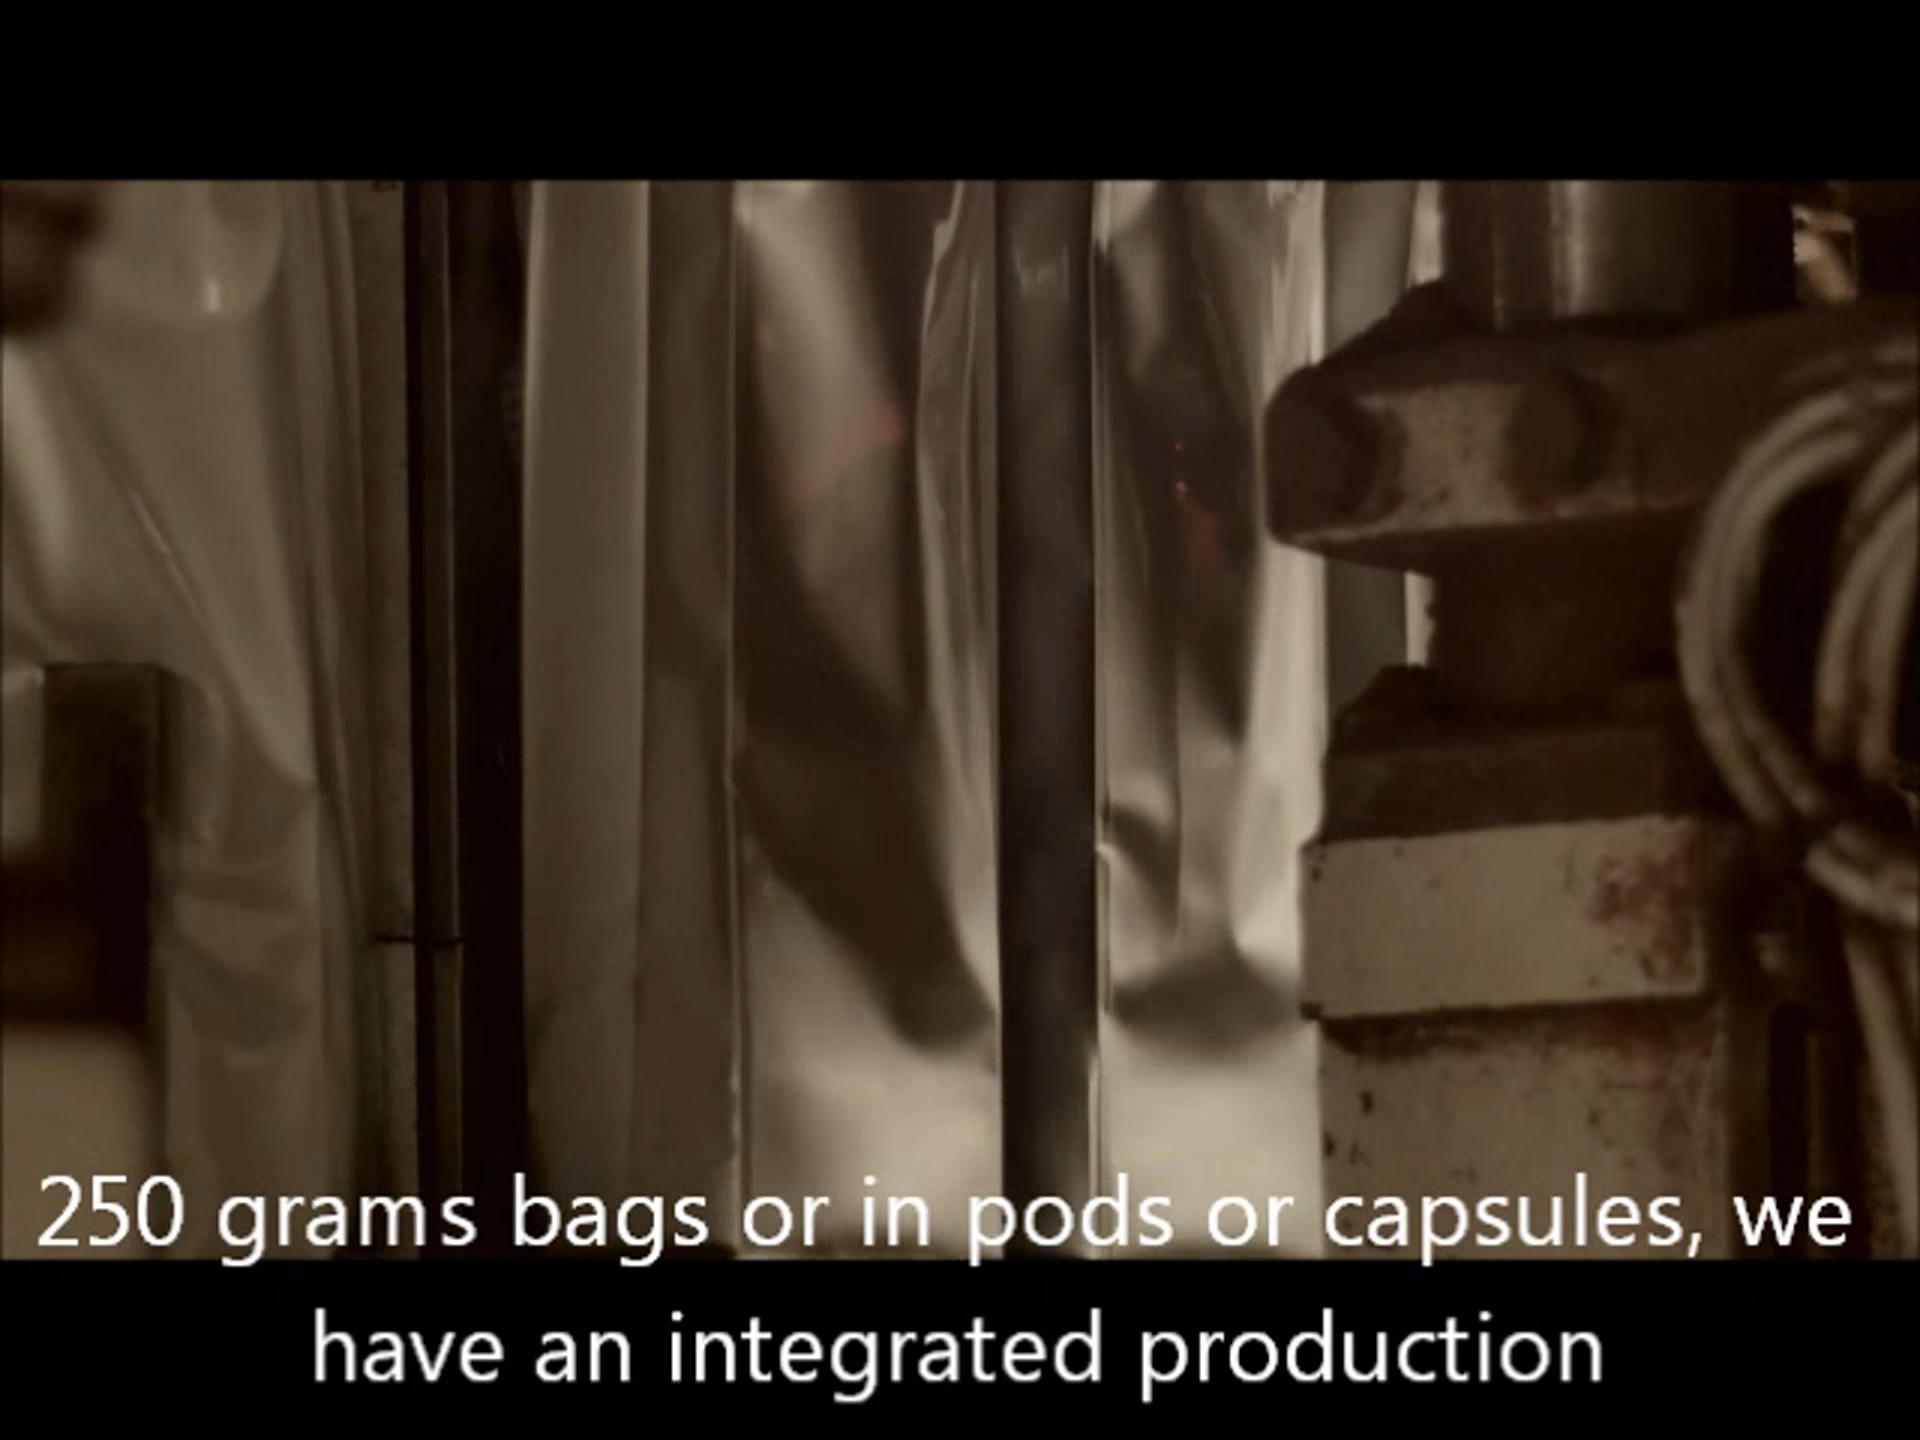 250 grams bags or in pods or capsules, we
have an integrated production